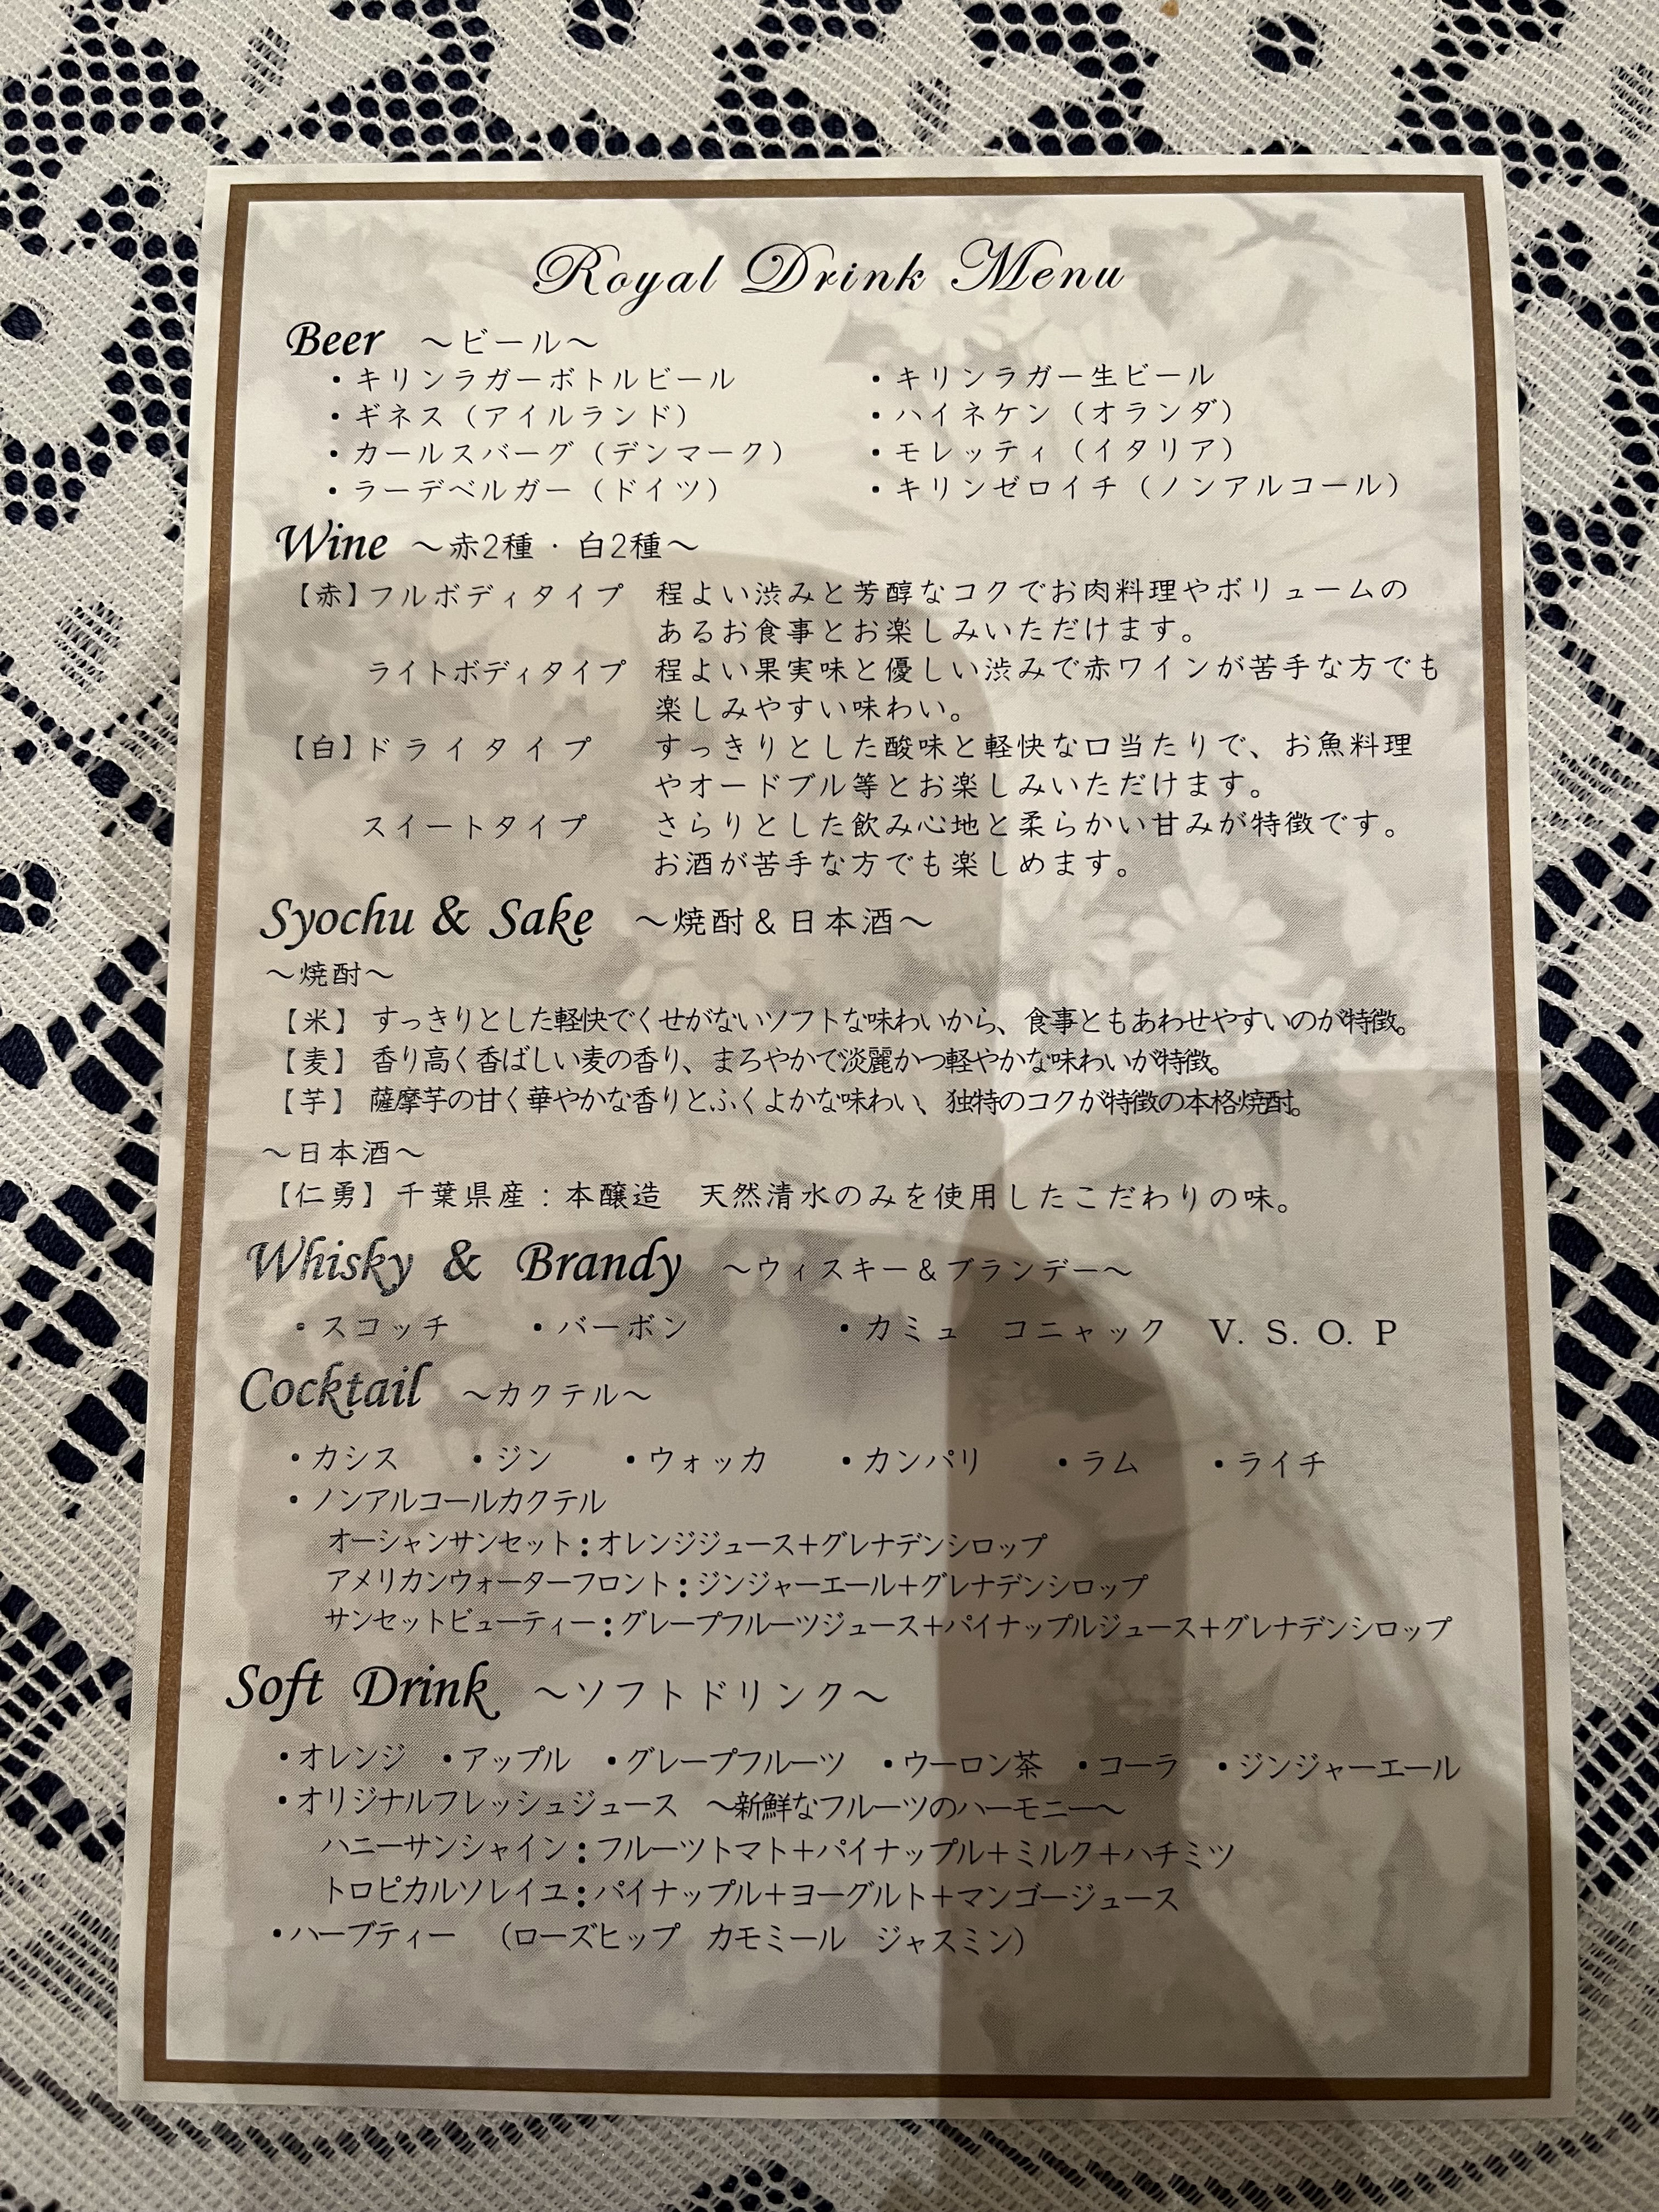 Royal Drink Menu
Beer ～ビール～
・キリンラガーボトルビール ・キリンラガー生ビール
・ギネス（アイルランド） ・ハイネケン（オランダ）
・カールスバーグ（デンマーク） ・モレッティ（イタリア）
・ラーデベルガー（ドイツ） ・キリンゼロイチ（ノンアルコール）
Wine ～赤2種・白2種～
【赤】フルボディタイプ 程よい渋みと芳醇なコクでお肉料理やボリュームの
あるお食事とお楽しみいただけます。
ライトボディタイプ 程よい果実味と優しい渋みで赤ワインが苦手な方でも
楽しみやすい味わい。
【白】ドライタイプ すっきりとした酸味と軽快な口当たりで、お魚料理
やオードブル等とお楽しみいただけます。
スイートタイプ さらりとした飲み心地と柔らかい甘みが特徴です。
お酒が苦手な方でも楽しめます。
Syochu & Sake ～焼酎＆日本酒～
～焼酎～
【米】 すっきりとした軽快でくせがないソフトな味わいから、食事ともあわせやすいのが特徴。
【麦】 香り高く香ばしい麦の香り、まろやかで淡麗かつ軽やかな味わいが特徴。
【芋】 薩摩芋の甘く華やかな香りとふくよかな味わい、独特のコクが特徴の本格焼酎。
～日本酒～
【仁勇】千葉県産：本醸造 天然清水のみを使用したこだわりの味。
Whisky & Brandy ～ウィスキー＆ブランデー～
・スコッチ ・バーボン ・カミュ コニャック V. S. O. P
Cocktail ～カクテル～
・カシス ・ジン ・ウォッカ ・カンパリ ・ラム ・ライチ
・ノンアルコールカクテル
オーシャンサンセット：オレンジジュース＋グレナデンシロップ
アメリカンウォーターフロント：ジンジャーエール＋グレナデンシロップ
サンセットビューティー：グレープフルーツジュース＋パイナップルジュース＋グレナデンシロップ
Soft Drink ～ソフトドリンク～
・オレンジ ・アップル ・グレープフルーツ ・ウーロン茶 ・コーラ ・ジンジャーエール
・オリジナルフレッシュジュース ～新鮮なフルーツのハーモニー～
ハニーサンシャイン：フルーツトマト＋パイナップル＋ミルク＋ハチミツ
トロピカルソレイユ：パイナップル＋ヨーグルト＋マンゴージュース
・ハーブティー （ローズヒップ カモミール ジャスミン）